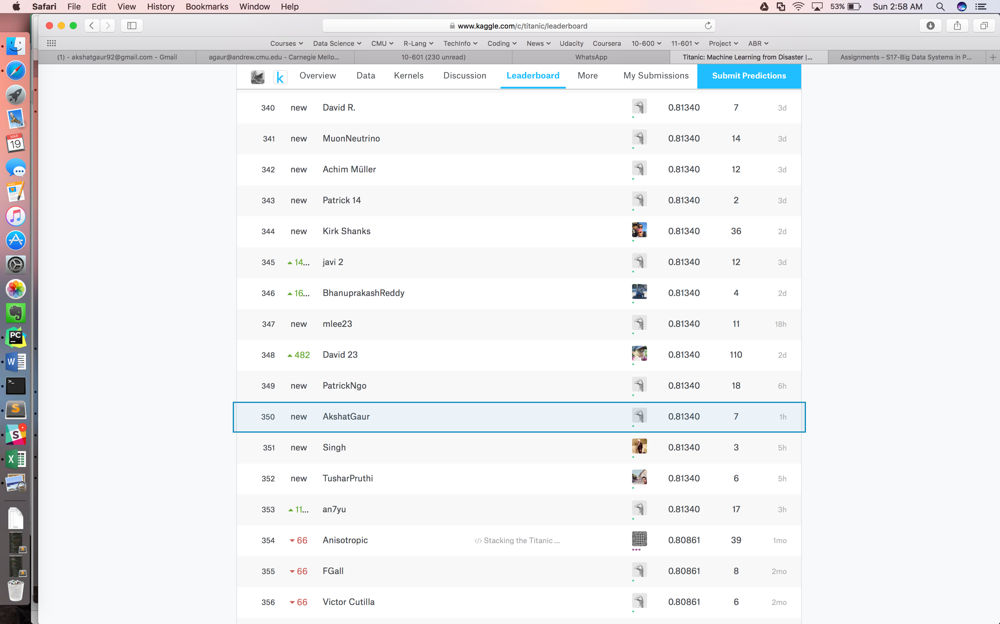 Safari File Edit View History Bookmarks Window Help 53% Sun 2:58 AM
www.kaggle.com/c/titanic/leaderboard
Courses Data Science CMU R-Lang TechInfo Coding News Udacity Coursera 10-600 11-601 Project ABR
(1) - akshatgaur92@gmail.com - Gmail agaur@andrew.cmu.edu - Carnegie Mello... 10-601 (230 unread) WhatsApp Titanic: Machine Learning from Disaster |... Assignments – S17-Big Data Systems in P...
k Overview Data Kernels Discussion Leaderboard More My Submissions Submit Predictions
340 new David R. 0.81340 7 3d
341 new MuonNeutrino 0.81340 14 3d
MAR
19
342 new Achim Müller 0.81340 12 3d
343 new Patrick 14 0.81340 2 3d
344 new Kirk Shanks 0.81340 36 2d
345 14... javi 2 0.81340 12 3d
346 16... BhanuprakashReddy 0.81340 4 2d
347 new mlee23 0.81340 11 18h
PC
348 482 David 23 0.81340 110 2d
W
349 new PatrickNgo 0.81340 18 6h
>_
S
350 new AkshatGaur 0.81340 7 1h
S
351 new Singh 0.81340 3 5h
X
352 new TusharPruthi 0.81340 6 5h
353 11... an7yu 0.81340 17 3h
CSV
354 66 Anisotropic </> Stacking the Titanic ... 0.80861 39 1mo
355 66 FGall 0.80861 8 2mo
356 66 Victor Cutilla 0.80861 6 2mo